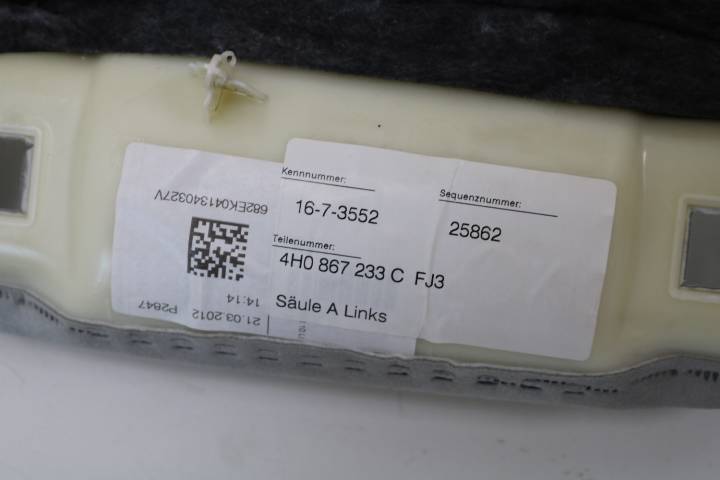 Kennnummer:
16-7-3552
Sequenznummer:
25862
Teilenummer:
4H0 867 233 C FJ3
Säule A Links
682EK041340327V
21.03.2012 14:14 P2847